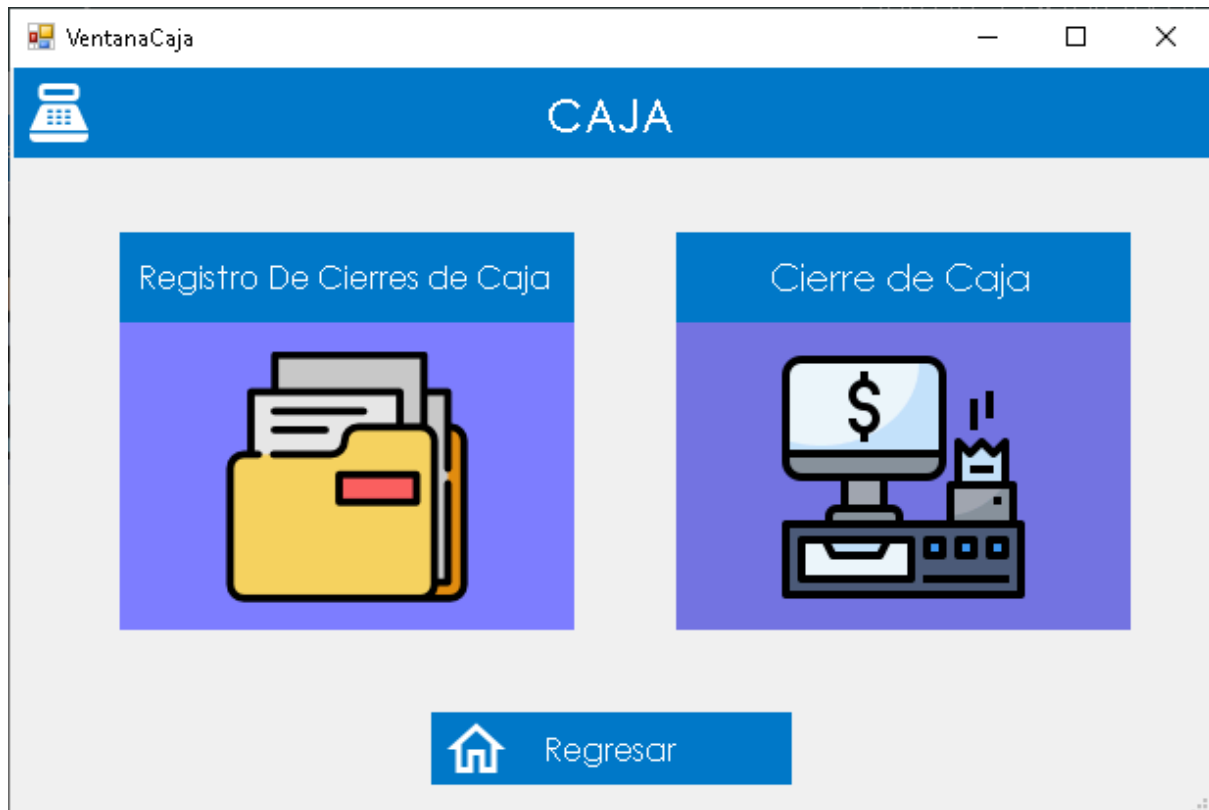 VentanaCaja
CAJA
Registro De Cierres de Caja
Cierre de Caja
$
Regresar